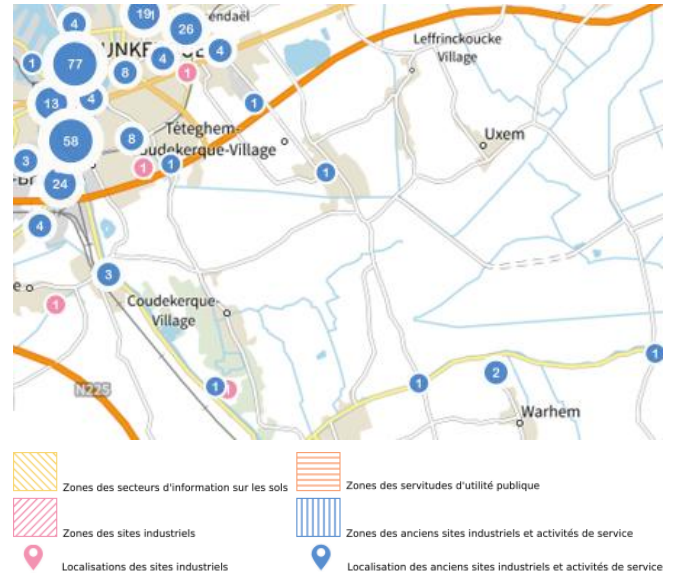 4
19
26
endaël
1
77
UNKE
4
4
8
1
Leffrinckoucke
Village
13
4
1
58
8
Téteghem-
oudekerque-Village
Uxem
3
1
1
1
24
4
3
1
Coudekerque-
Village
1
N225
1
1
1
2
Warhem
Zones des secteurs d'information sur les sols
Zones des servitudes d'utilité publique
Zones des sites industriels
Zones des anciens sites industriels et activités de service
Localisations des sites industriels
Localisation des anciens sites industriels et activités de service